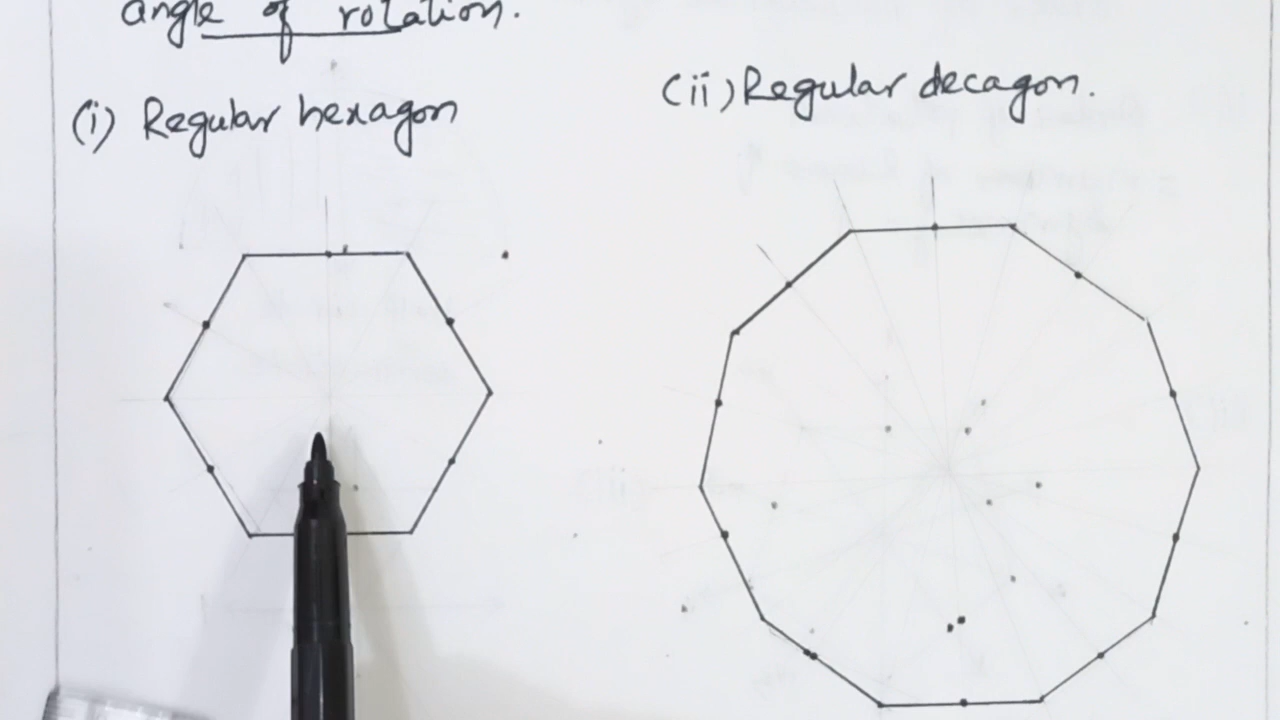 angle of rotation.
(i) Regular hexagon
(ii) Regular decagon.